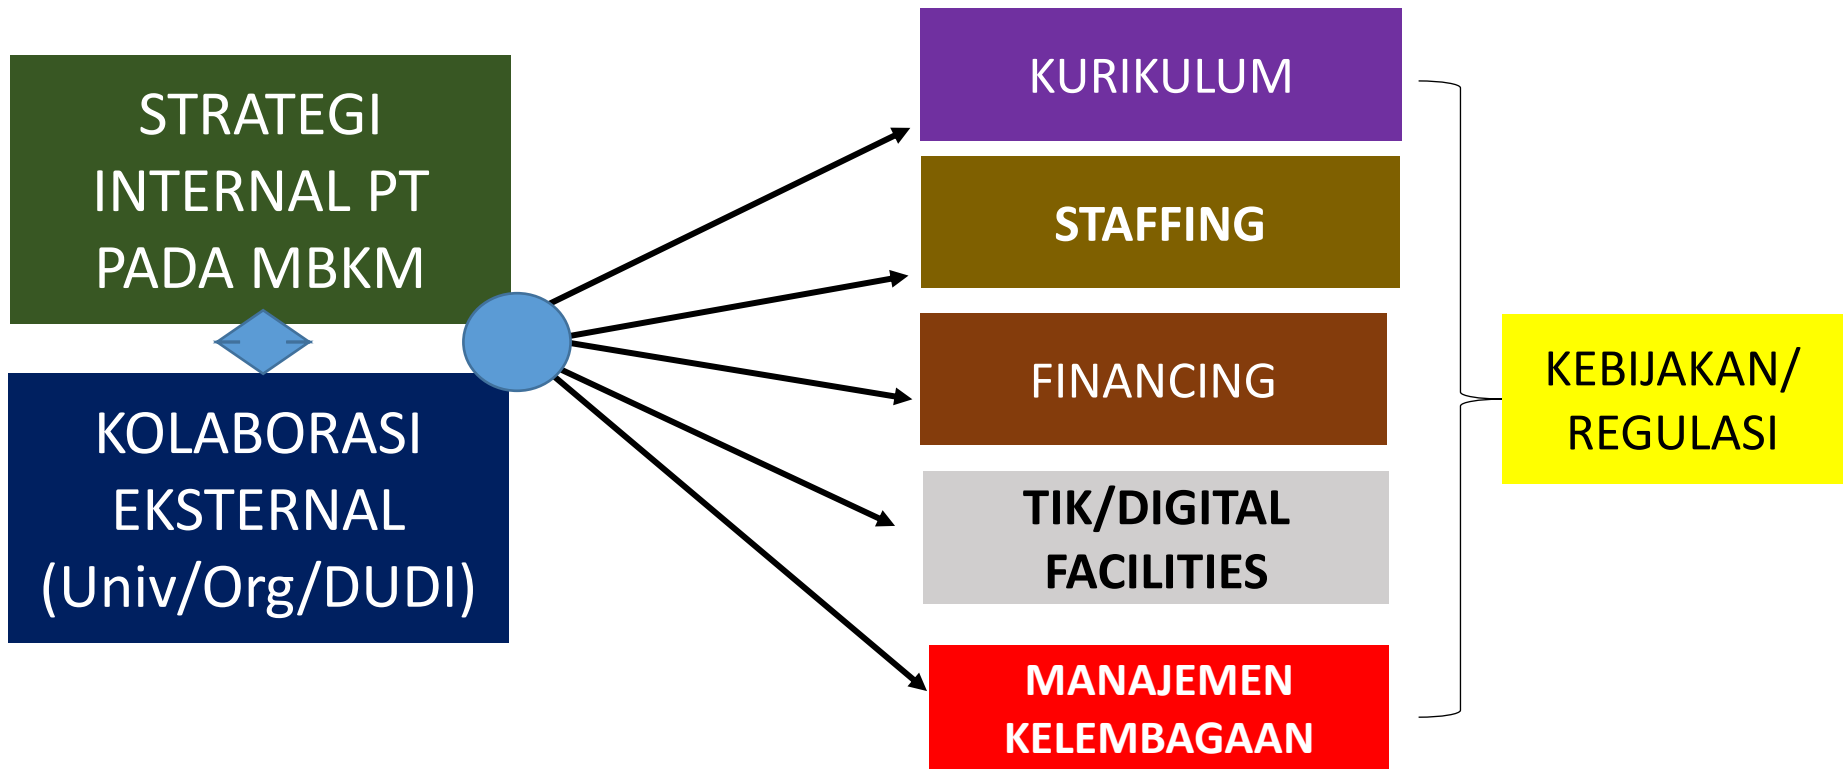 STRATEGI
INTERNAL PT
PADA MBKM
KOLABORASI
EKSTERNAL
(Univ/Org/DUDI)
KURIKULUM
STAFFING
FINANCING
TIK/DIGITAL
FACILITIES
MANAJEMEN
KELEMBAGAAN
KEBIJAKAN/
REGULASI